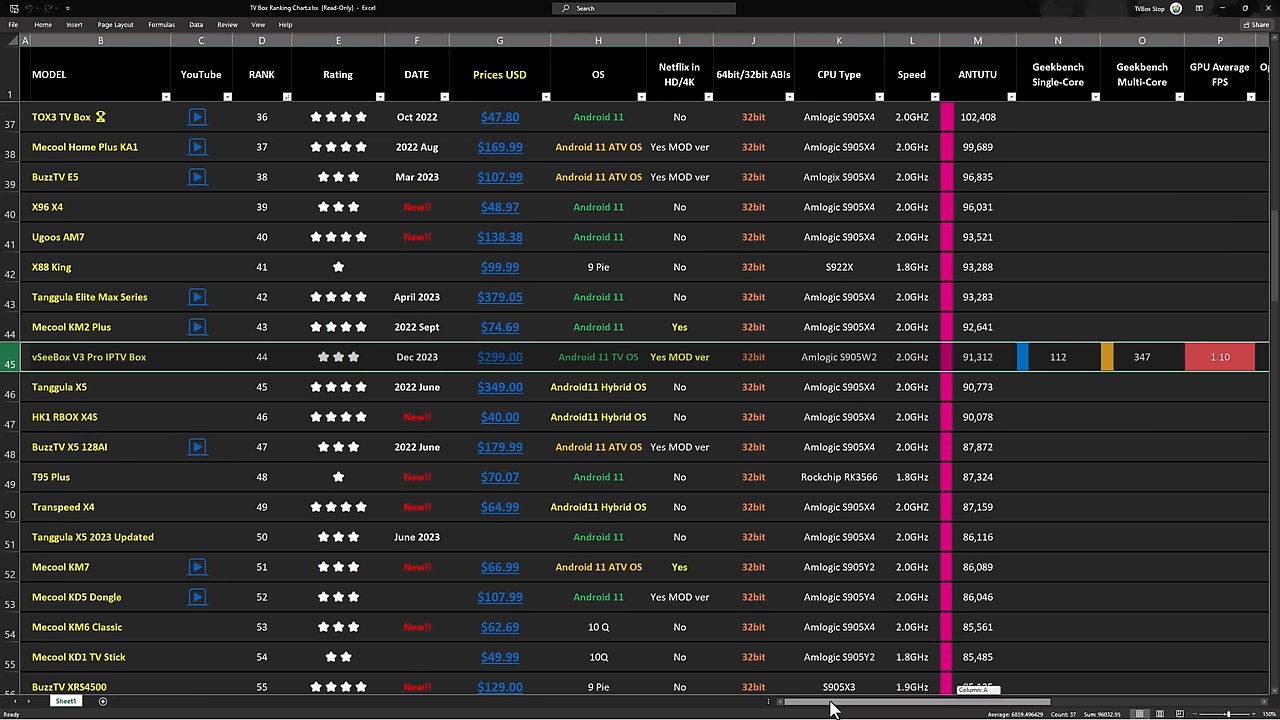 TV Box Ranking Chart.xlsx [Read-Only] - Excel
Search
TVBox Stop
File Home Insert Page Layout Formulas Data Review View Help
Share
A B C D E F G H I J K L M N O P
1 MODEL YouTube RANK Rating DATE Prices USD OS Netflix in HD/4K 64bit/32bit ABIs CPU Type Speed ANTUTU Geekbench Single-Core Geekbench Multi-Core GPU Average FPS
37 TOX3 TV Box 36 Oct 2022 $47.80 Android 11 No 32bit Amlogic S905X4 2.0GHZ 102,408
38 Mecool Home Plus KA1 37 2022 Aug $169.99 Android 11 ATV OS Yes MOD ver 32bit Amlogic S905X4 2.0GHz 99,689
39 BuzzTV E5 38 Mar 2023 $107.99 Android 11 ATV OS Yes MOD ver 32bit Amlogix S905X4 2.0GHz 96,835
40 X96 X4 39 New!! $48.97 Android 11 No 32bit Amlogic S905X4 2.0GHz 96,031
41 Ugoos AM7 40 New!! $138.38 Android 11 No 32bit Amlogic S905X4 2.0GHz 93,521
42 X88 King 41 $99.99 9 Pie No 32bit S922X 1.8GHz 93,288
43 Tanggula Elite Max Series 42 April 2023 $379.05 Android 11 No 32bit Amlogic S905X4 2.0GHz 93,283
44 Mecool KM2 Plus 43 2022 Sept $74.69 Android 11 Yes 32bit Amlogic S905X4 2.0GHz 92,641
45 vSeeBox V3 Pro IPTV Box 44 Dec 2023 $299.00 Android 11 TV OS Yes MOD ver 32bit Amlogic S905W2 2.0GHz 91,312 112 347 1.10
46 Tanggula X5 45 2022 June $349.00 Android11 Hybrid OS No 32bit Amlogic S905X4 2.0GHz 90,773
47 HK1 RBOX X4S 46 New!! $40.00 Android11 Hybrid OS No 32bit Amlogic S905X4 2.0GHz 90,078
48 BuzzTV X5 128AI 47 2022 June $179.99 Android 11 ATV OS Yes MOD ver 32bit Amlogic S905X4 2.0GHz 87,872
49 T95 Plus 48 New!! $70.07 Android 11 No 32bit Rockchip RK3566 1.8GHz 87,324
50 Transpeed X4 49 New!! $64.99 Android11 Hybrid OS No 32bit Amlogic S905X4 2.0GHz 87,159
51 Tanggula X5 2023 Updated 50 June 2023 Android 11 No 32bit Amlogic S905X4 2.0GHz 86,116
52 Mecool KM7 51 New!! $66.99 Android 11 ATV OS Yes 32bit Amlogic S905Y2 2.0GHz 86,089
53 Mecool KD5 Dongle 52 New!! $107.99 Android 11 Yes MOD ver 32bit Amlogic S905Y4 2.0GHz 86,046
54 Mecool KM6 Classic 53 New!! $62.69 10 Q No 32bit Amlogic S905X4 2.0GHz 85,561
55 Mecool KD1 TV Stick 54 New!! $49.99 10Q No 32bit Amlogic S905Y2 1.8GHz 85,485
BuzzTV XRS4500 55 New!! $129.00 9 Pie No 32bit S905X3 1.9GHz
Column: A
Sheet1
Ready
Average: 6859.496429 Count: 37 Sum: 96032.95
150%